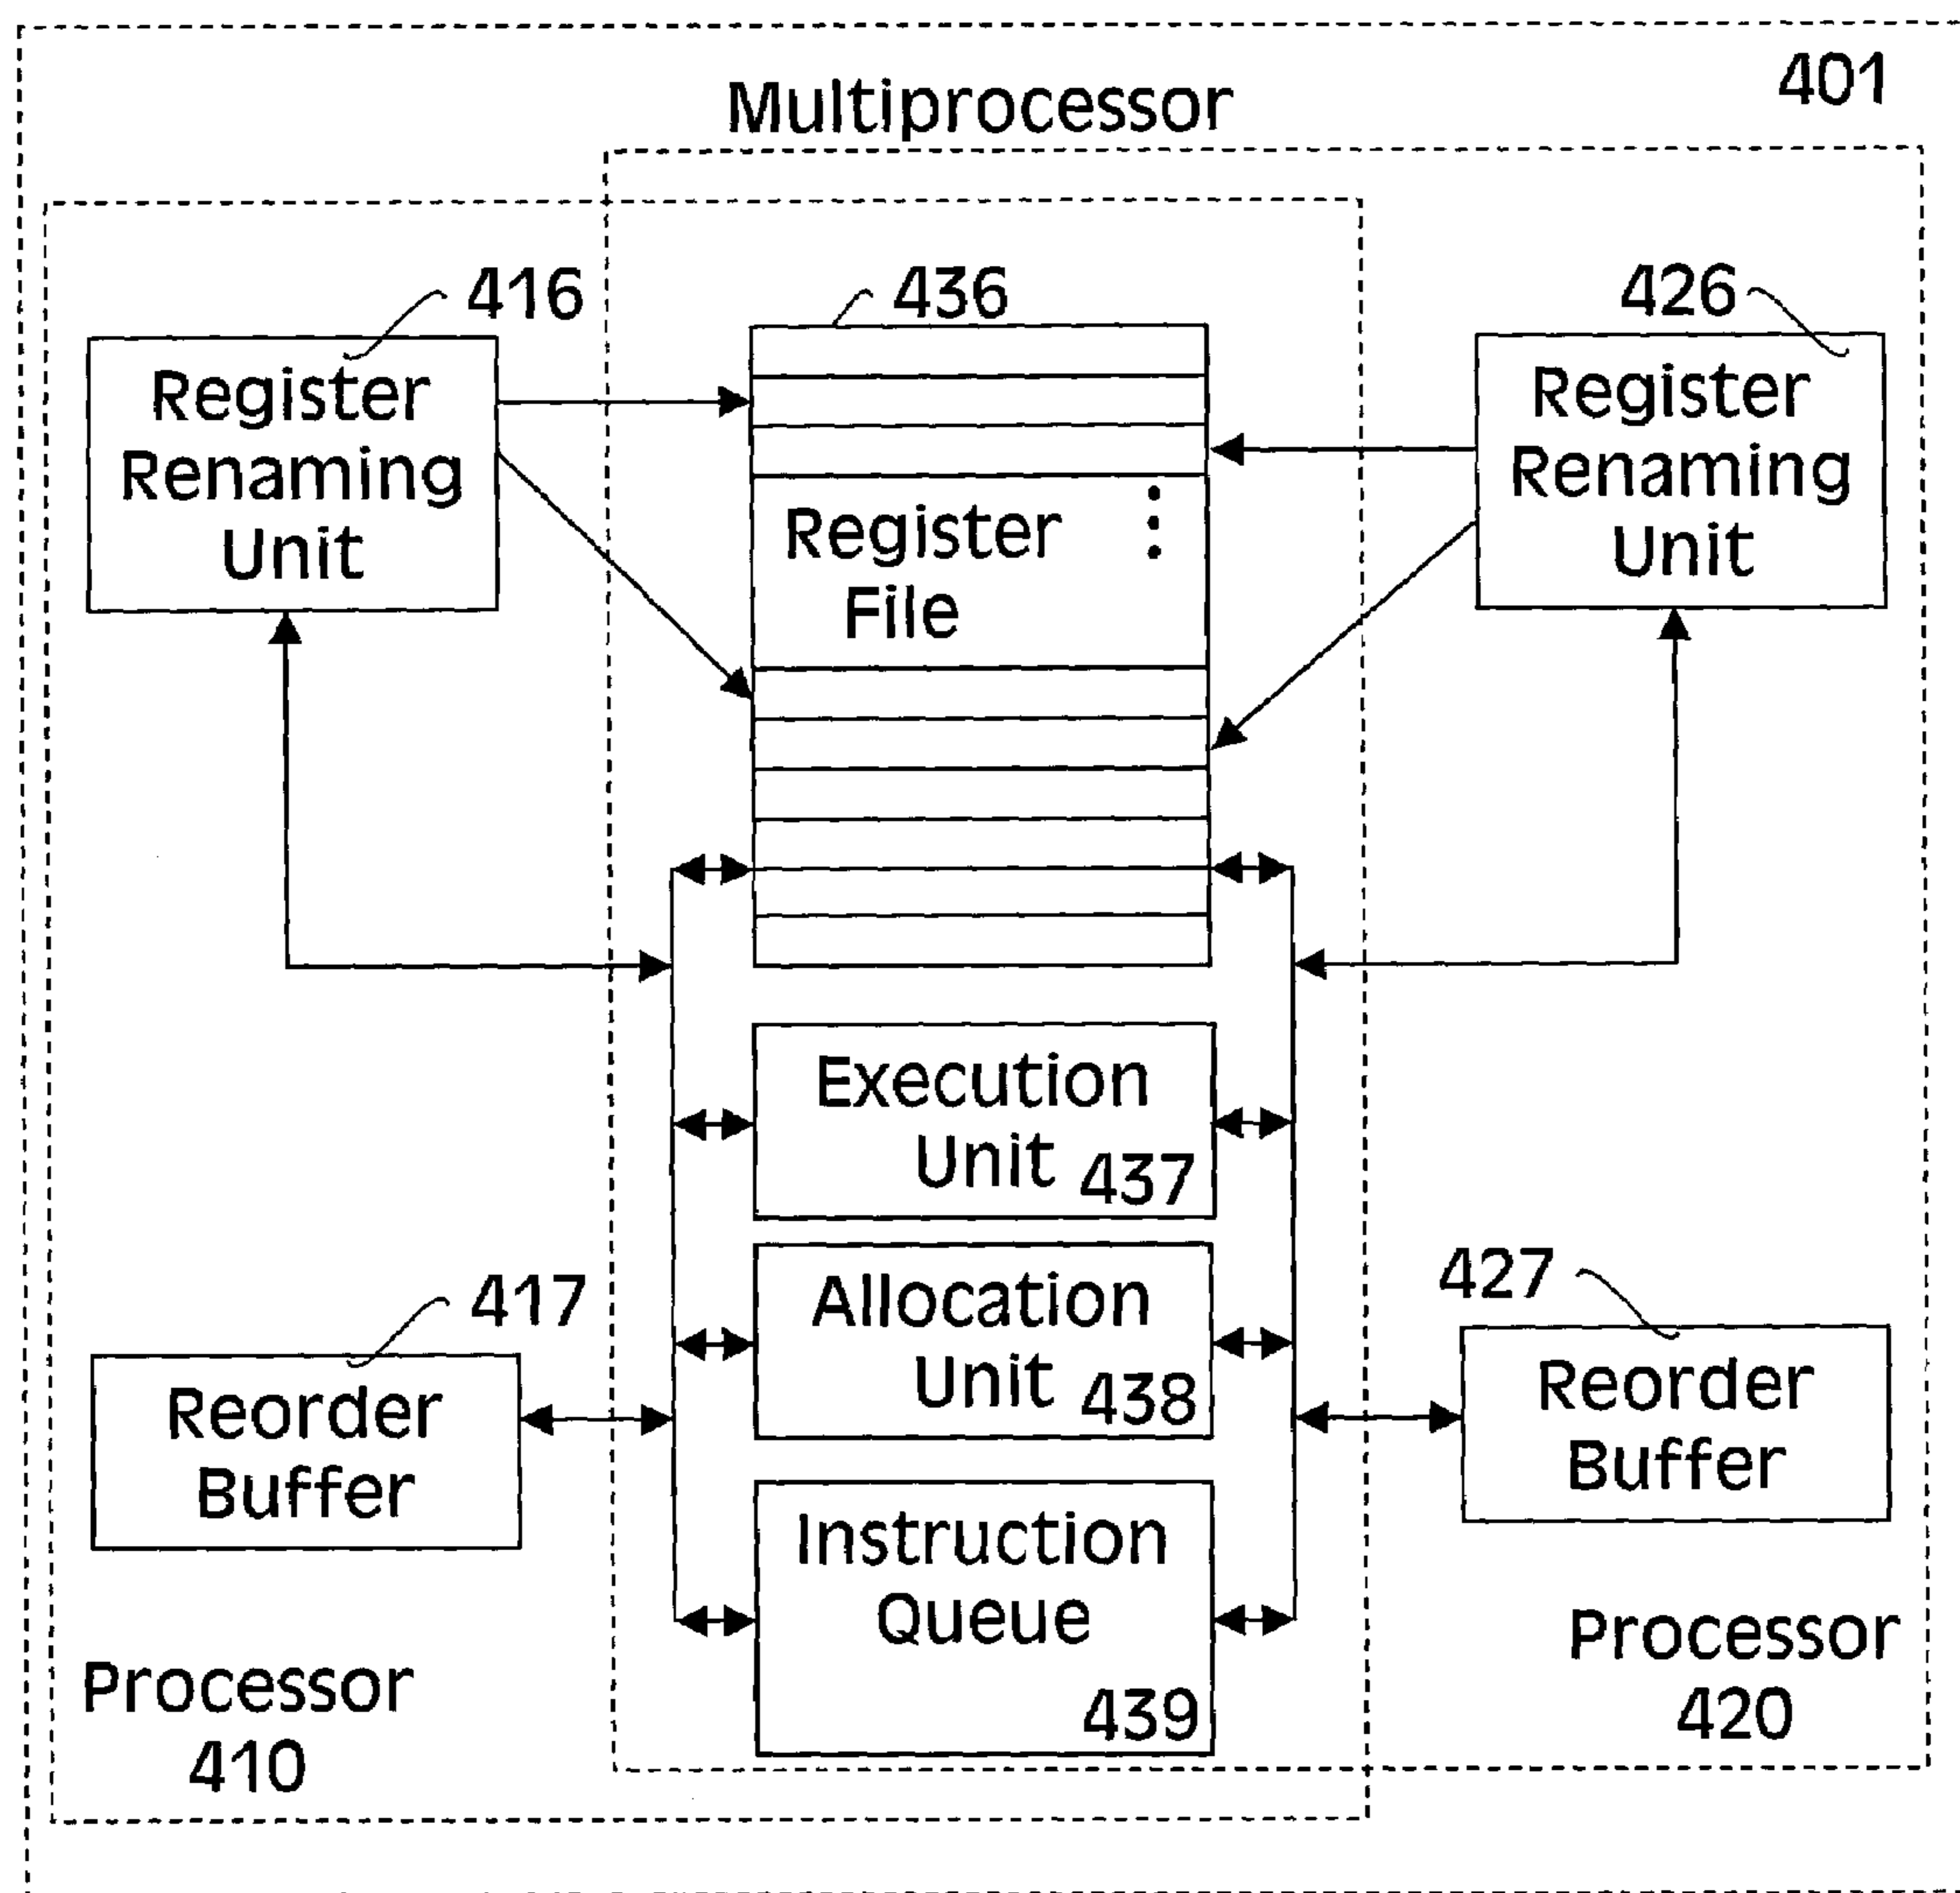 401
Multiprocessor
416
436
426
Register
Renaming
Unit
Register
File
Register
Renaming
Unit
Execution
Unit 437
417
Allocation
Unit 438
427
Reorder
Buffer
Reorder
Buffer
Instruction
Queue
439
Processor
410
Processor
420